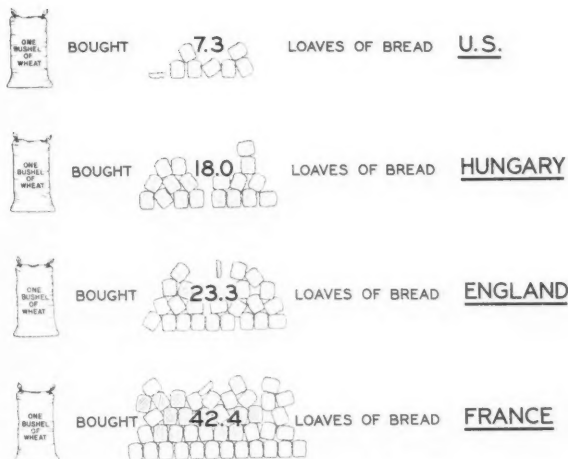 ONE
BUSHEL
OF
WHEAT
BOUGHT 7.3 LOAVES OF BREAD U.S.
ONE
BUSHEL
OF
WHEAT
BOUGHT 18.0 LOAVES OF BREAD HUNGARY
ONE
BUSHEL
OF
WHEAT
BOUGHT 23.3 LOAVES OF BREAD ENGLAND
ONE
BUSHEL
OF
WHEAT
BOUGHT 42.4 LOAVES OF BREAD FRANCE